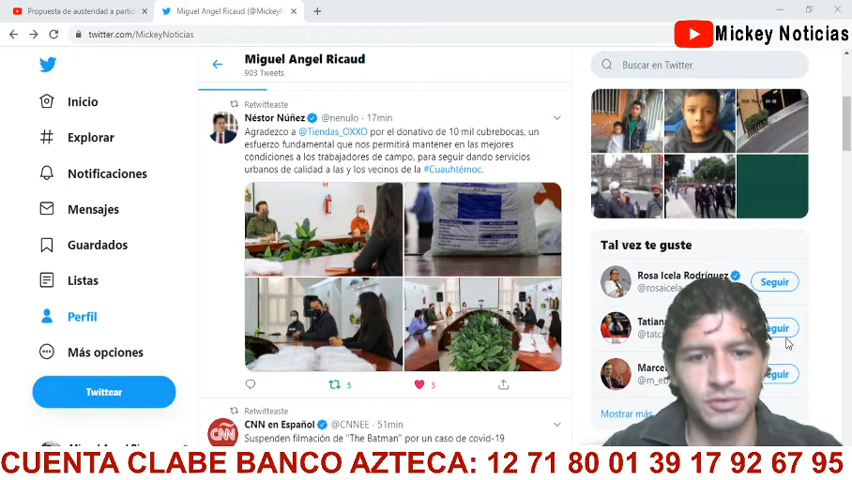 Propuesta de austeridad a partid
Miguel Angel Ricaud (@Mickey
twitter.com/MickeyNoticias
Mickey Noticias
Inicio
Explorar
Notificaciones
Mensajes
Guardados
Listas
Perfil
Más opciones
Twittear
Miguel Angel Ricaud
903 Tweets
Retwitteaste
Néstor Núñez @nenulo · 17min
Agradezco a @Tiendas_OXXO por el donativo de 10 mil cubrebocas, un
esfuerzo fundamental que nos permitirá mantener en las mejores
condiciones a los trabajadores de campo, para seguir dando servicios
urbanos de calidad a las y los vecinos de la #Cuauhtémoc.
5
5
Retwitteaste
CNN en Español @CNNEE · 51min
Suspenden filmación de "The Batman" por un caso de covid-19
Buscar en Twitter
Tal vez te guste
Rosa Icela Rodríguez
@rosaicela
Seguir
Tatiana
@tatc
eguir
Marce
@m_eb
eguir
Mostrar más
CUENTA CLABE BANCO AZTECA: 12 71 80 01 39 17 92 67 95